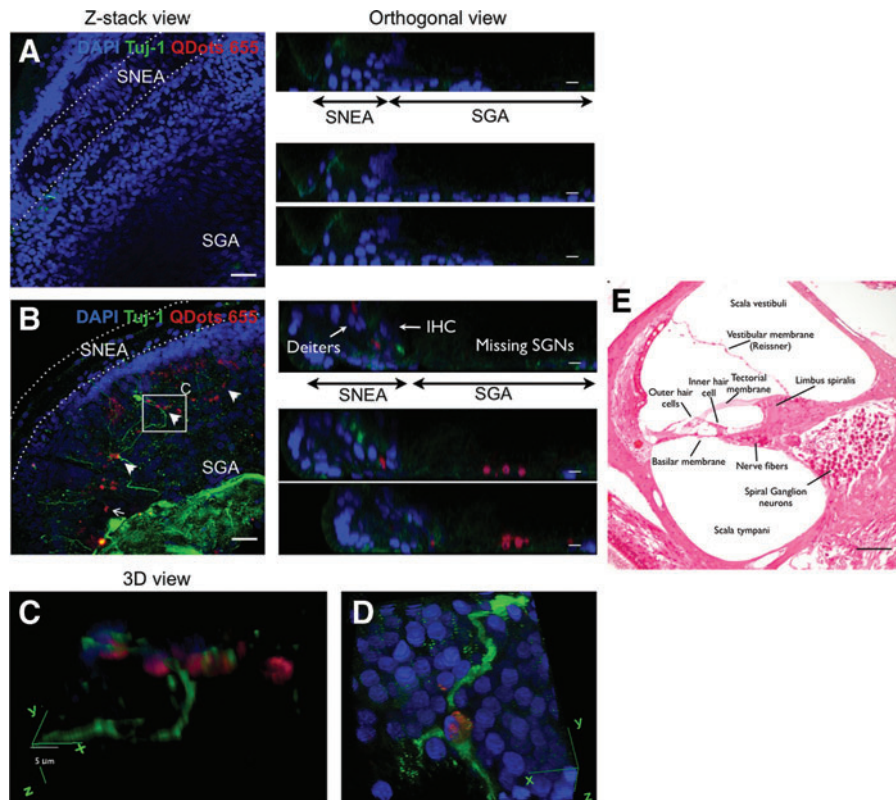 Z-stack view
Orthogonal view
A
DAPI Tuj-1 QDots 655
SNEA
SGA
SNEA
SGA
B
DAPI Tuj-1 QDots 655
SNEA
C
SGA
Deiters
IHC
Missing SGNs
SNEA
SGA
E
Scala vestibuli
Vestibular membrane
(Reissner)
Tectorial
membrane
Limbus spiralis
Inner hair
cell
Outer hair
cells
Basilar membrane
Nerve fibers
Spiral Ganglion
neurons
Scala tympani
3D view
C
y
x
5 µm
z
D
y
x
z